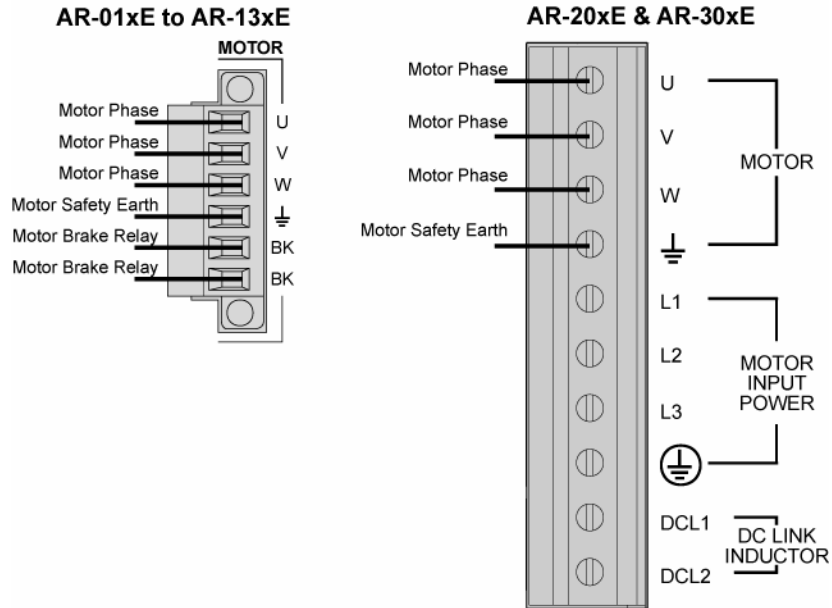 AR-01xE to AR-13xE
MOTOR
Motor Phase
U
Motor Phase
V
Motor Phase
W
Motor Safety Earth
Motor Brake Relay
BK
Motor Brake Relay
BK
AR-20xE & AR-30xE
Motor Phase
U
Motor Phase
V
MOTOR
Motor Phase
W
Motor Safety Earth
L1
L2
MOTOR
INPUT
POWER
L3
DCL1
DC LINK
INDUCTOR
DCL2